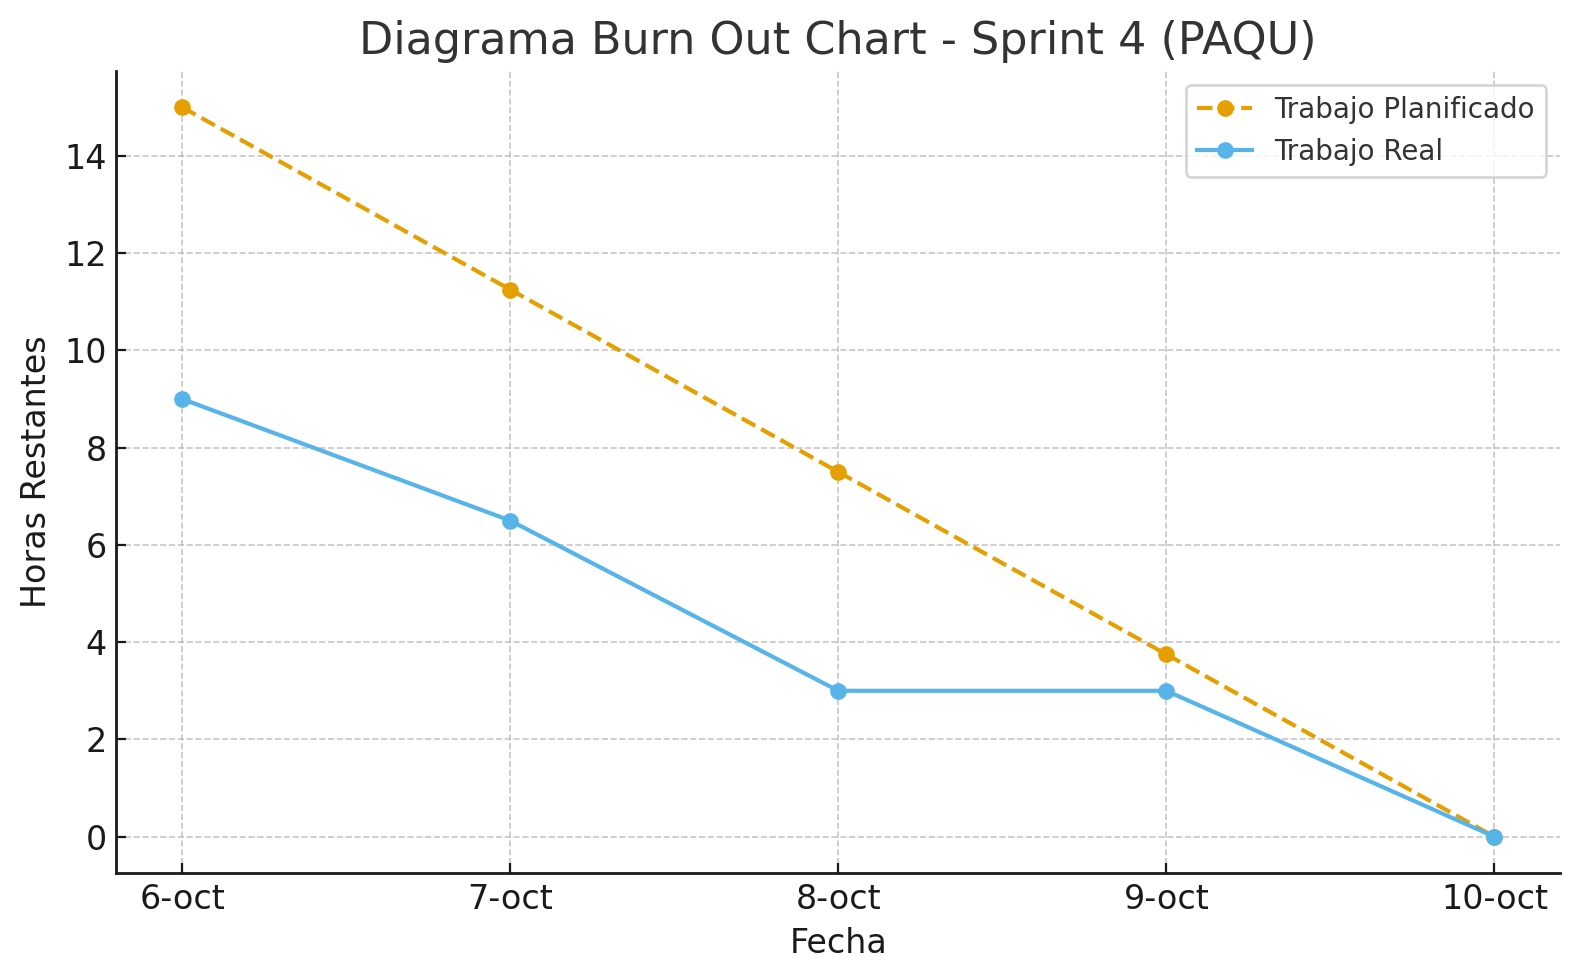 Diagrama Burn Out Chart - Sprint 4 (PAQU)
Trabajo Planificado
Trabajo Real
Horas Restantes
14
12
10
8
6
4
2
0
6-oct
7-oct
8-oct
9-oct
10-oct
Fecha